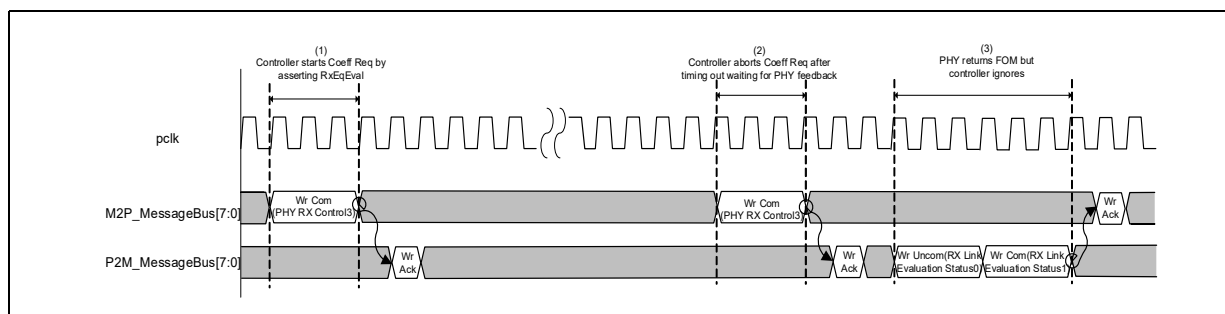 (1)
Controller starts Coeff Req by
asserting RxEqEval
(2)
Controller aborts Coeff Req after
timing out waiting for PHY feedback
(3)
PHY returns FOM but
controller ignores
pclk
M2P_MessageBus[7:0]
Wr Com
(PHY RX Control3)
Wr Com
(PHY RX Control3)
Wr
Ack
P2M_MessageBus[7:0]
Wr
Ack
Wr
Ack
Wr Uncom(RX Link
Evaluation Status0)
Wr Com(RX Link
Evaluation Status1)